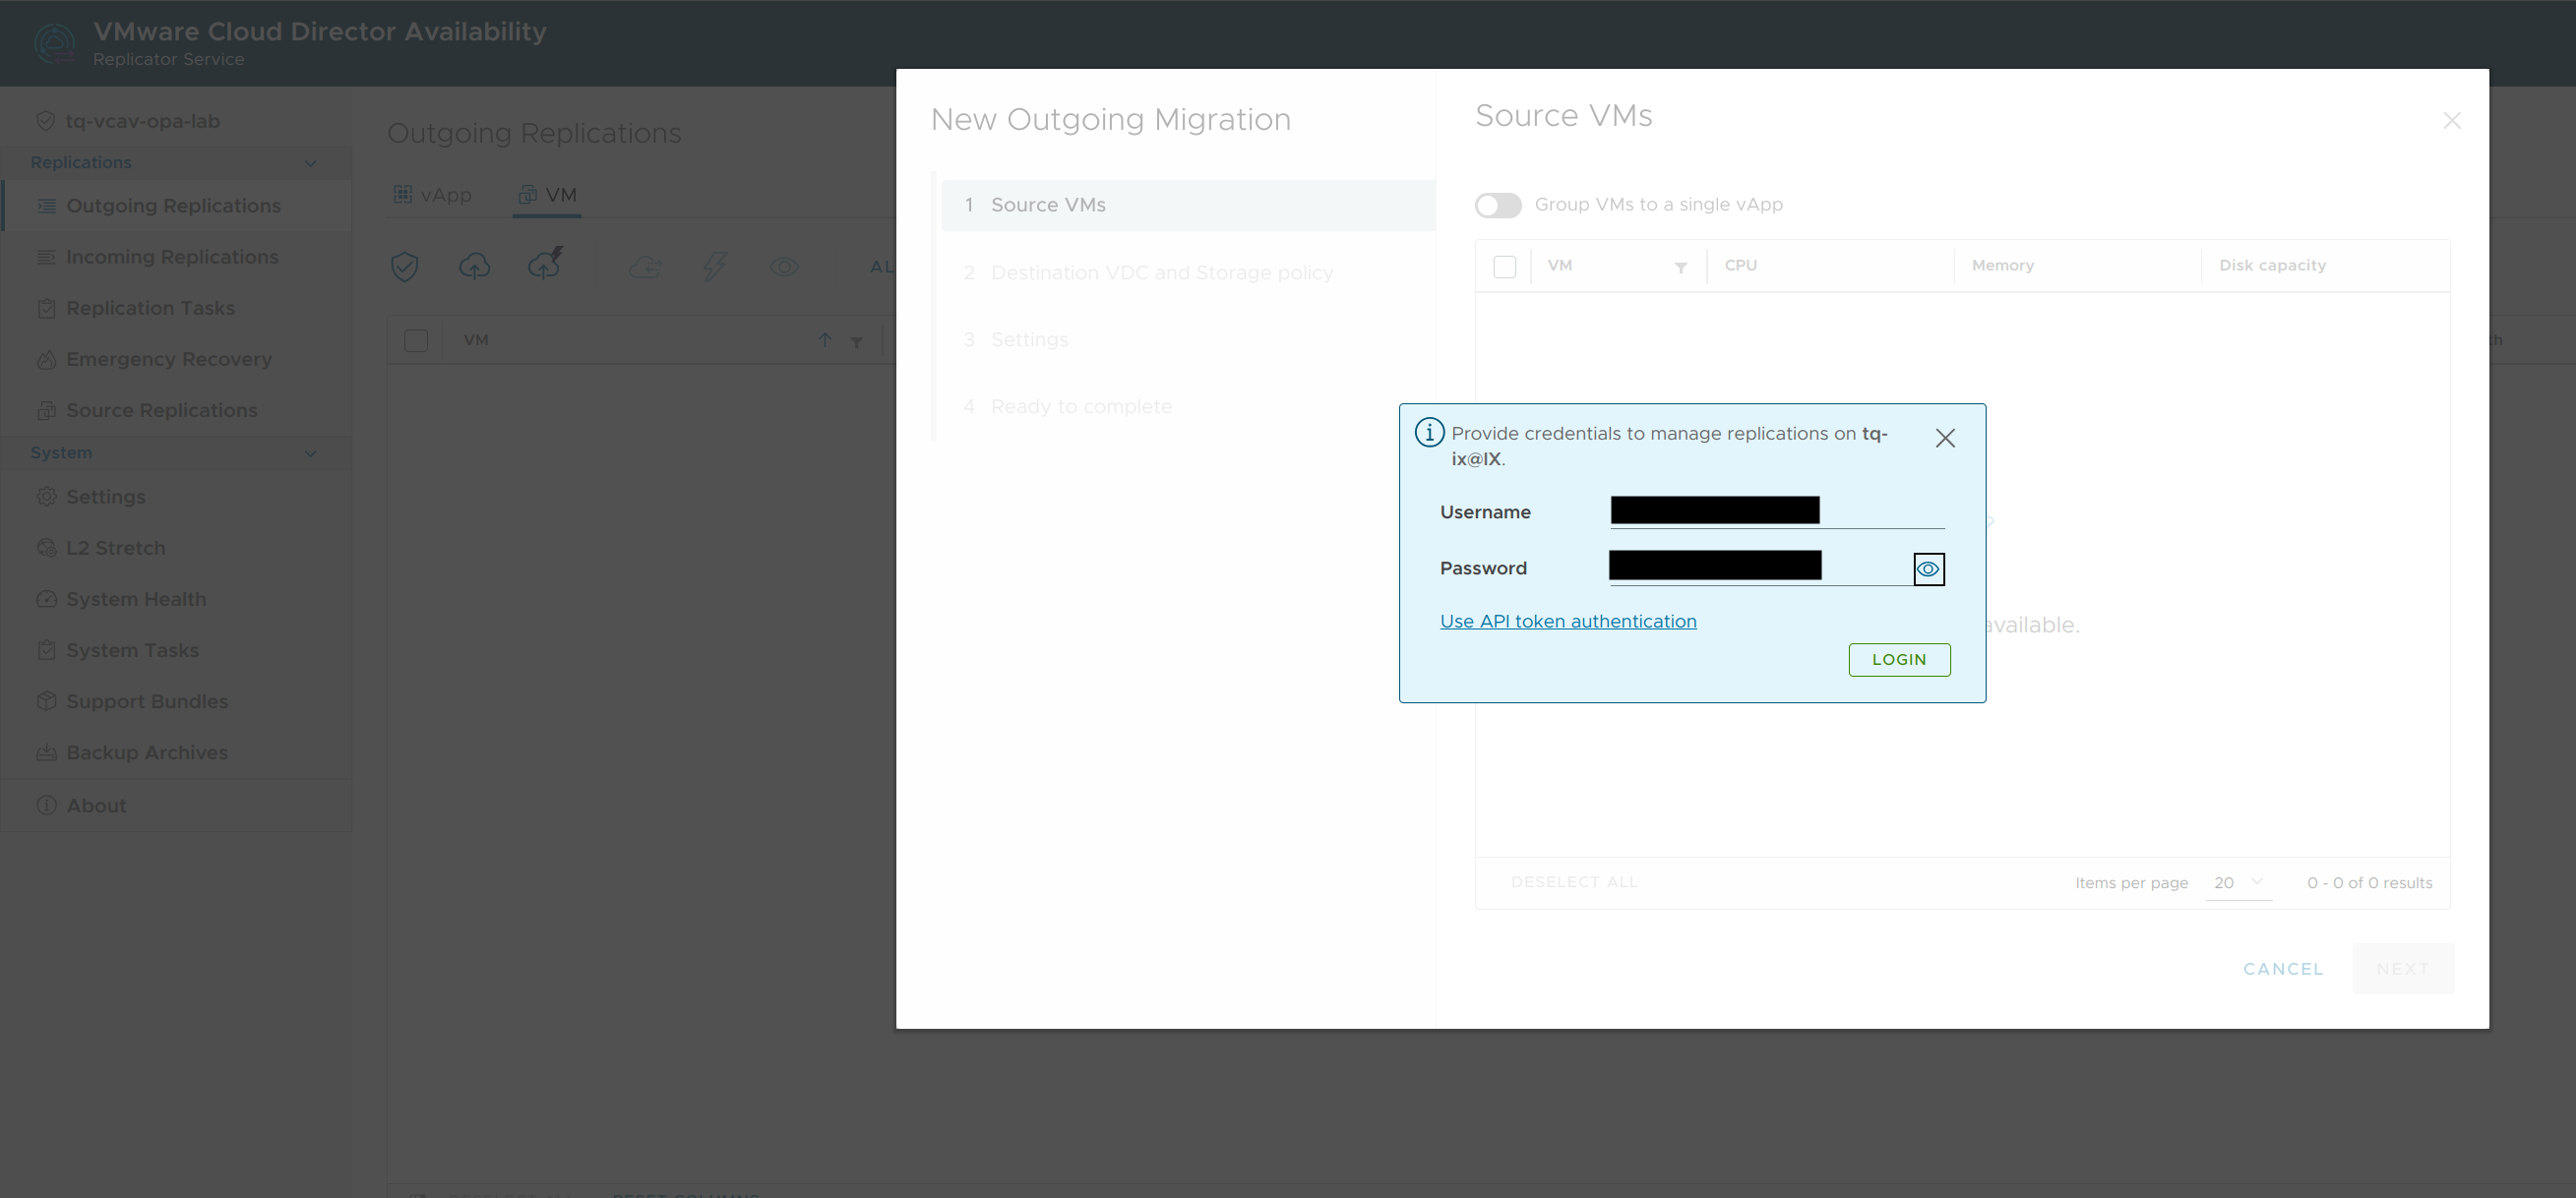 VMware Cloud Director Availability
Replicator Service
tq-vcav-opa-lab
Replications
Outgoing Replications
Incoming Replications
Replication Tasks
Emergency Recovery
Source Replications
System
Settings
L2 Stretch
System Health
System Tasks
Support Bundles
Backup Archives
About
Outgoing Replications
vApp
VM
AL
VM
New Outgoing Migration
1 Source VMs
2 Destination VDC and Storage policy
3 Settings
4 Ready to complete
Source VMs
Group VMs to a single vApp
VM CPU Memory Disk capacity
Provide credentials to manage replications on tq-
ix@IX.
Username
Password
Use API token authentication
LOGIN
available.
DESELECT ALL
Items per page 20 0 - 0 of 0 results
CANCEL NEXT